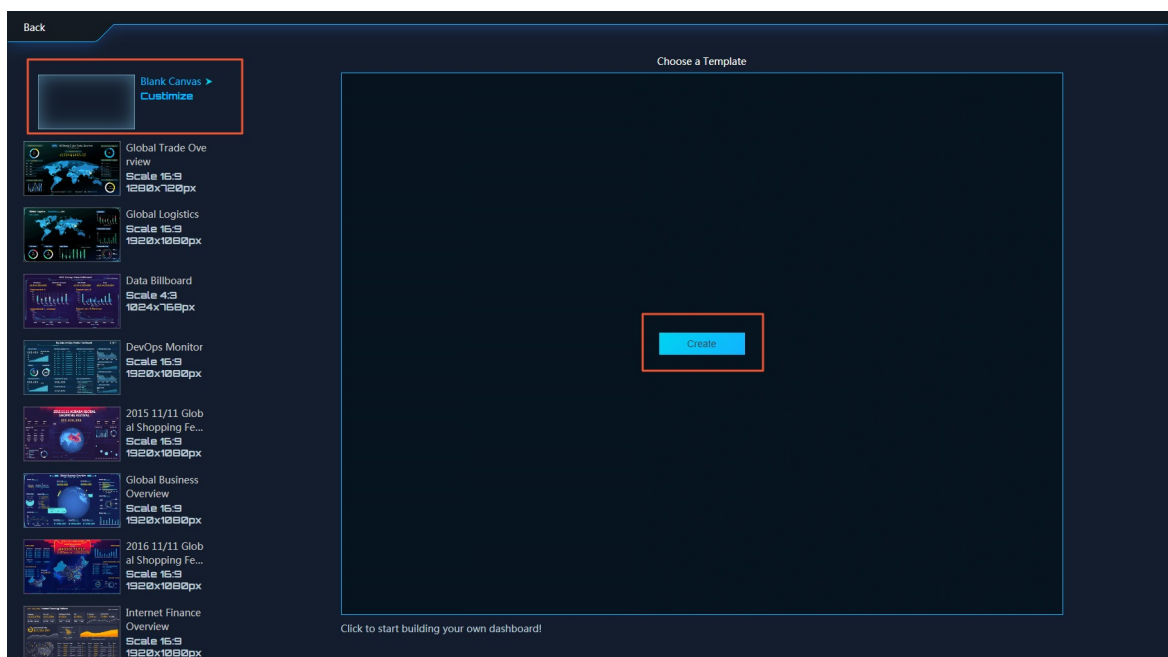 Back
Choose a Template
Blank Canvas ➤
Custimize
Global Trade Ove
rview
Scale 16:9
1280x720px
Global Logistics
Scale 16:9
1920x1080px
Data Billboard
Scale 4:3
1024x768px
DevOps Monitor
Scale 16:9
1920x1080px
2015 11/11 Glob
al Shopping Fe...
Scale 16:9
1920x1080px
Global Business
Overview
Scale 16:9
1920x1080px
2016 11/11 Glob
al Shopping Fe...
Scale 16:9
1920x1080px
Internet Finance
Overview
Scale 16:9
1920x1080px
Create
Click to start building your own dashboard!